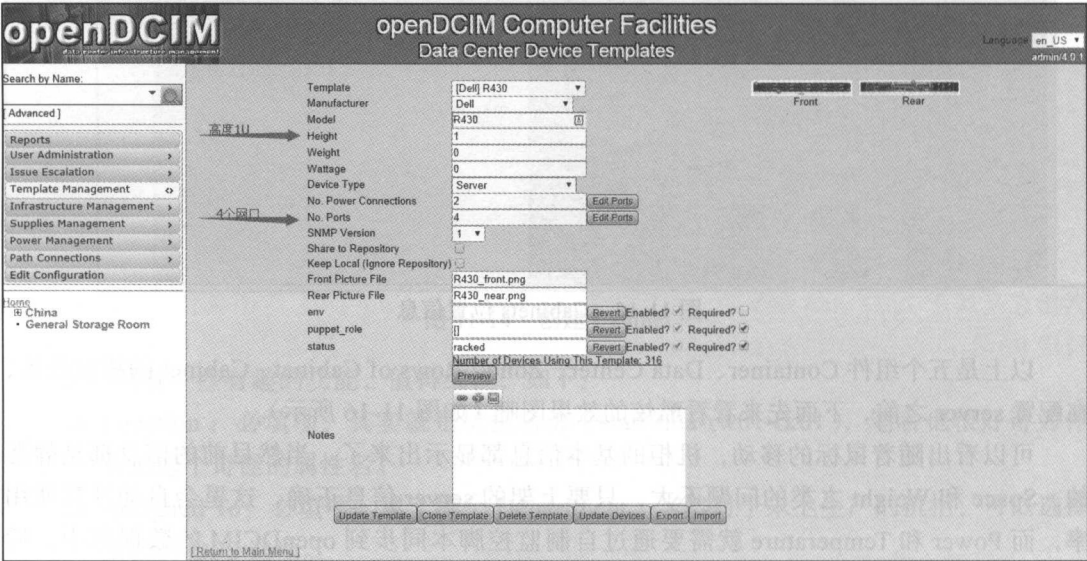 openDCIM
data center infrastructure management
openDCIM Computer Facilities
Data Center Device Templates
Language en_US
admin/4.0.1
Search by Name:
[ Advanced ]
Reports
User Administration
Issue Escalation
Template Management
Infrastructure Management
Supplies Management
Power Management
Path Connections
Edit Configuration
Home
China
General Storage Room
Template [Dell] R430
Manufacturer Dell
Model R430
高度1U
Height 1
Weight 0
Wattage 0
Device Type Server
No. Power Connections 2 Edit Ports
4个网口
No. Ports 4 Edit Ports
SNMP Version 1
Share to Repository
Keep Local (Ignore Repository)
Front Picture File R430_front.png
Rear Picture File R430_near.png
env Revert Enabled? Required?
puppet_role [] Revert Enabled? Required?
status racked Revert Enabled? Required?
Number of Devices Using This Template: 316
Preview
Notes
Front
Rear
Update Template Clone Template Delete Template Update Devices Export Import
[ Return to Main Menu ]